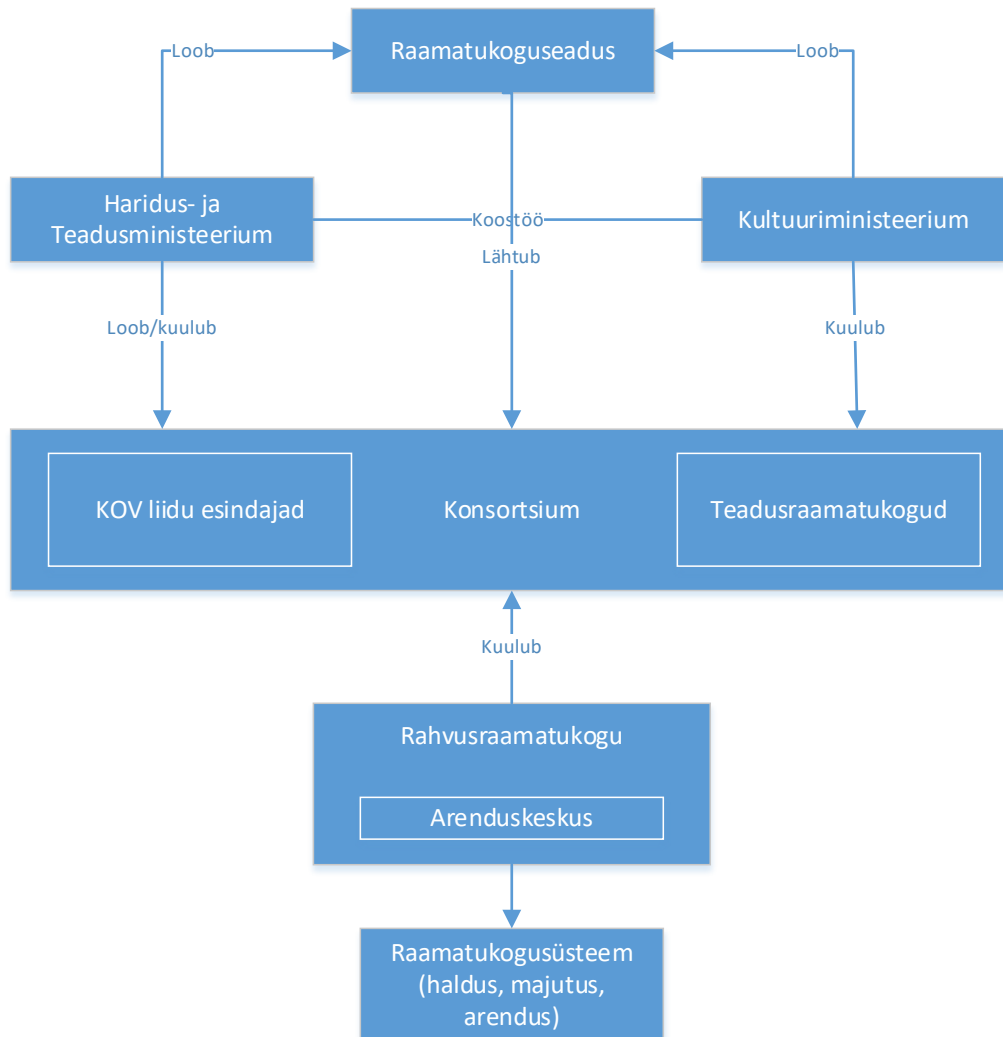 Raamatukoguseadus
Loob
Loob
Haridus- ja
Teadusministeerium
Koostöö
Kultuuriministeerium
Lähtub
Loob/kuulub
Kuulub
KOV liidu esindajad
Konsortsium
Teadusraamatukogud
Kuulub
Rahvusraamatukogu
Arenduskeskus
Raamatukogusüsteem
(haldus, majutus,
arendus)